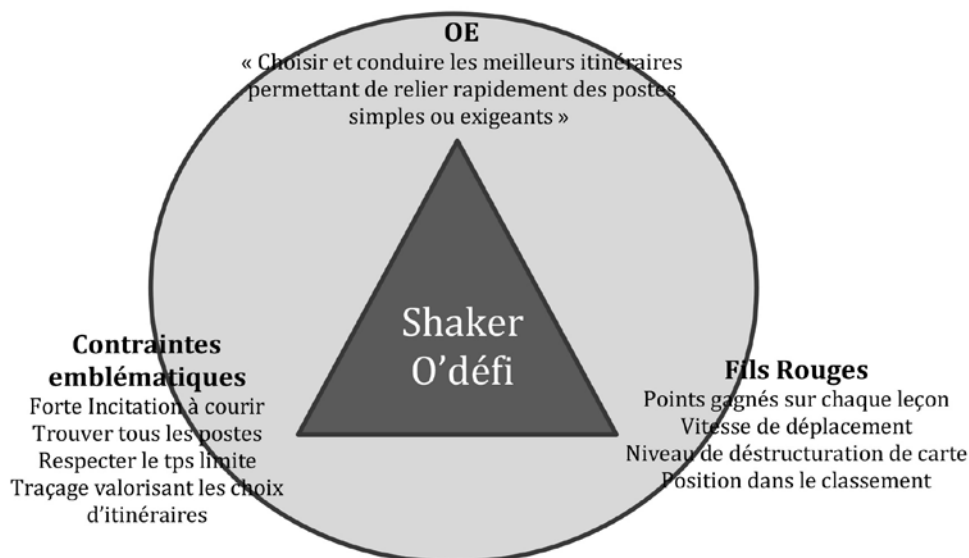 OE
« Choisir et conduire les meilleurs itinéraires
permettant de relier rapidement des postes
simples ou exigeants »
Shaker
O’défi
Contraintes
emblématiques
Forte Incitation à courir
Trouver tous les postes
Respecter le tps limite
Traçage valorisant les choix
d’itinéraires
Fils Rouges
Points gagnés sur chaque leçon
Vitesse de déplacement
Niveau de déstructuration de carte
Position dans le classement